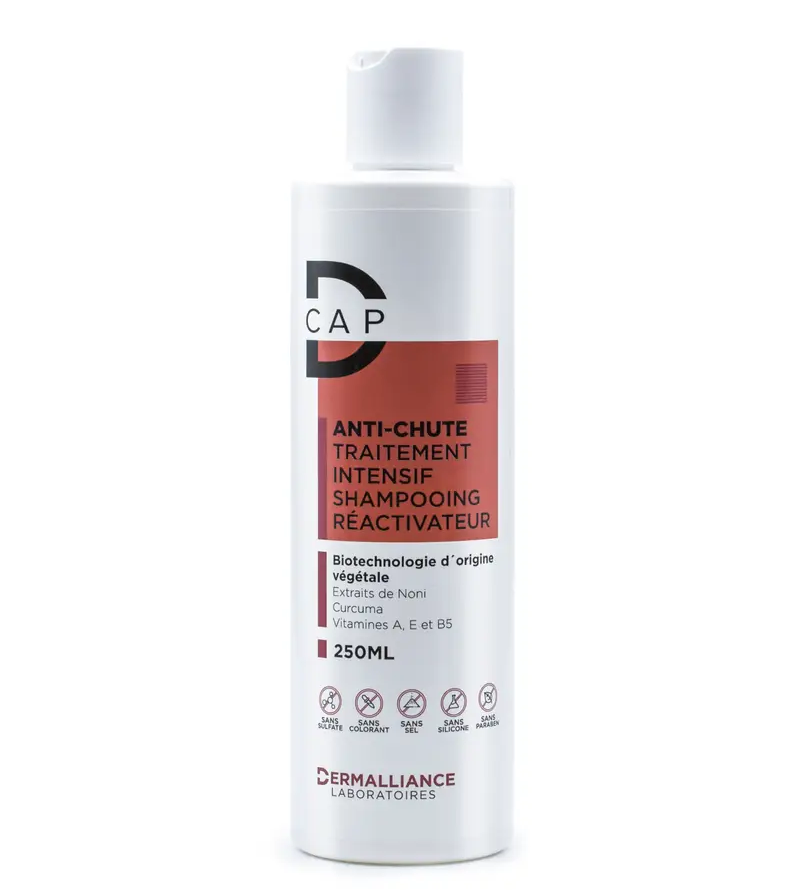 D
CAP
ANTI-CHUTE
TRAITEMENT
INTENSIF
SHAMPOOING
RÉACTIVATEUR
Biotechnologie d´origine
végétale
Extraits de Noni
Curcuma
Vitamines A, E et B5
250ML
SANS SULFATE
SANS COLORANT
SANS SEL
SANS SILICONE
SANS PARABEN
DERMALLIANCE
LABORATOIRES